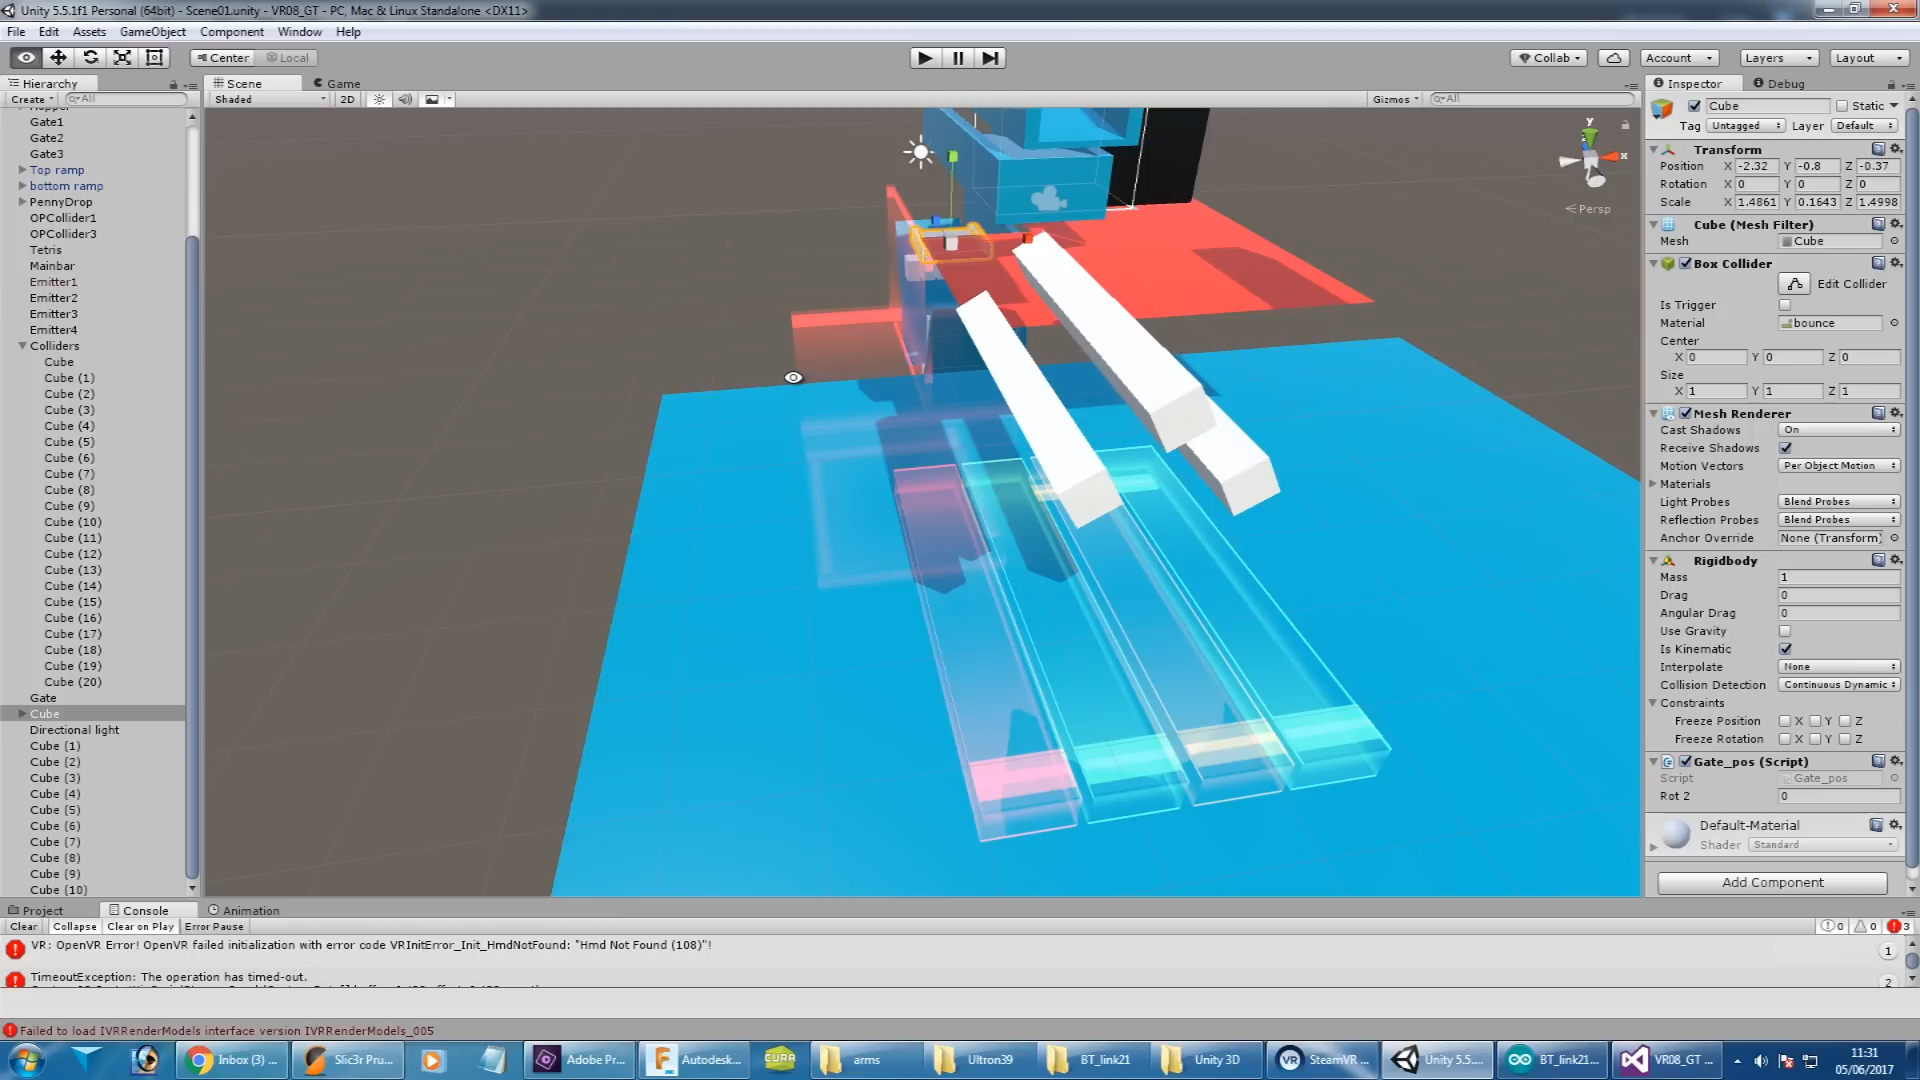 Unity 5.5.1f1 Personal (64bit) - Scene01.unity - VR08_GT - PC, Mac & Linux Standalone <DX11>
File Edit Assets GameObject Component Window Help
Center Local Collab Account Layers Layout
Hierarchy Scene Game Inspector Debug
Create All Shaded 2D Gizmos All
Gate1
Gate2
Gate3
Top ramp
bottom ramp
PennyDrop
OPCollider1
OPCollider3
Tetris
Mainbar
Emitter1
Emitter2
Emitter3
Emitter4
Colliders
Cube
Cube (1)
Cube (2)
Cube (3)
Cube (4)
Cube (5)
Cube (6)
Cube (7)
Cube (8)
Cube (9)
Cube (10)
Cube (11)
Cube (12)
Cube (13)
Cube (14)
Cube (15)
Cube (16)
Cube (17)
Cube (18)
Cube (19)
Cube (20)
Gate
Cube
Directional light
Cube (1)
Cube (2)
Cube (3)
Cube (4)
Cube (5)
Cube (6)
Cube (7)
Cube (8)
Cube (9)
Cube (10)
y
x
Persp
Cube Static
Tag Untagged Layer Default
Transform
Position X -2.32 Y -0.8 Z -0.37
Rotation X 0 Y 0 Z 0
Scale X 1.4861 Y 0.1643 Z 1.4998
Cube (Mesh Filter)
Mesh Cube
Box Collider
Edit Collider
Is Trigger
Material bounce
Center
X 0 Y 0 Z 0
Size
X 1 Y 1 Z 1
Mesh Renderer
Cast Shadows On
Receive Shadows
Motion Vectors Per Object Motion
Materials
Light Probes Blend Probes
Reflection Probes Blend Probes
Anchor Override None (Transform)
Rigidbody
Mass 1
Drag 0
Angular Drag 0
Use Gravity
Is Kinematic
Interpolate None
Collision Detection Continuous Dynamic
Constraints
Freeze Position X Y Z
Freeze Rotation X Y Z
Gate_pos (Script)
Script Gate_pos
Rot 2 0
Default-Material
Shader Standard
Add Component
Project Console Animation
Clear Collapse Clear on Play Error Pause 0 0 3
VR: OpenVR Error! OpenVR failed initialization with error code VRInitError_Init_HmdNotFound: "Hmd Not Found (108)"! 1
TimeoutException: The operation has timed-out. 2
Failed to load IVRRenderModels interface version IVRRenderModels_005
Inbox (3) ... Slic3r Pru... Adobe Pr... Autodesk... CURA arms Ultron39 BT_link21 Unity 3D SteamVR ... Unity 5.5.... BT_link21... VR08_GT ...
11:31
05/06/2017